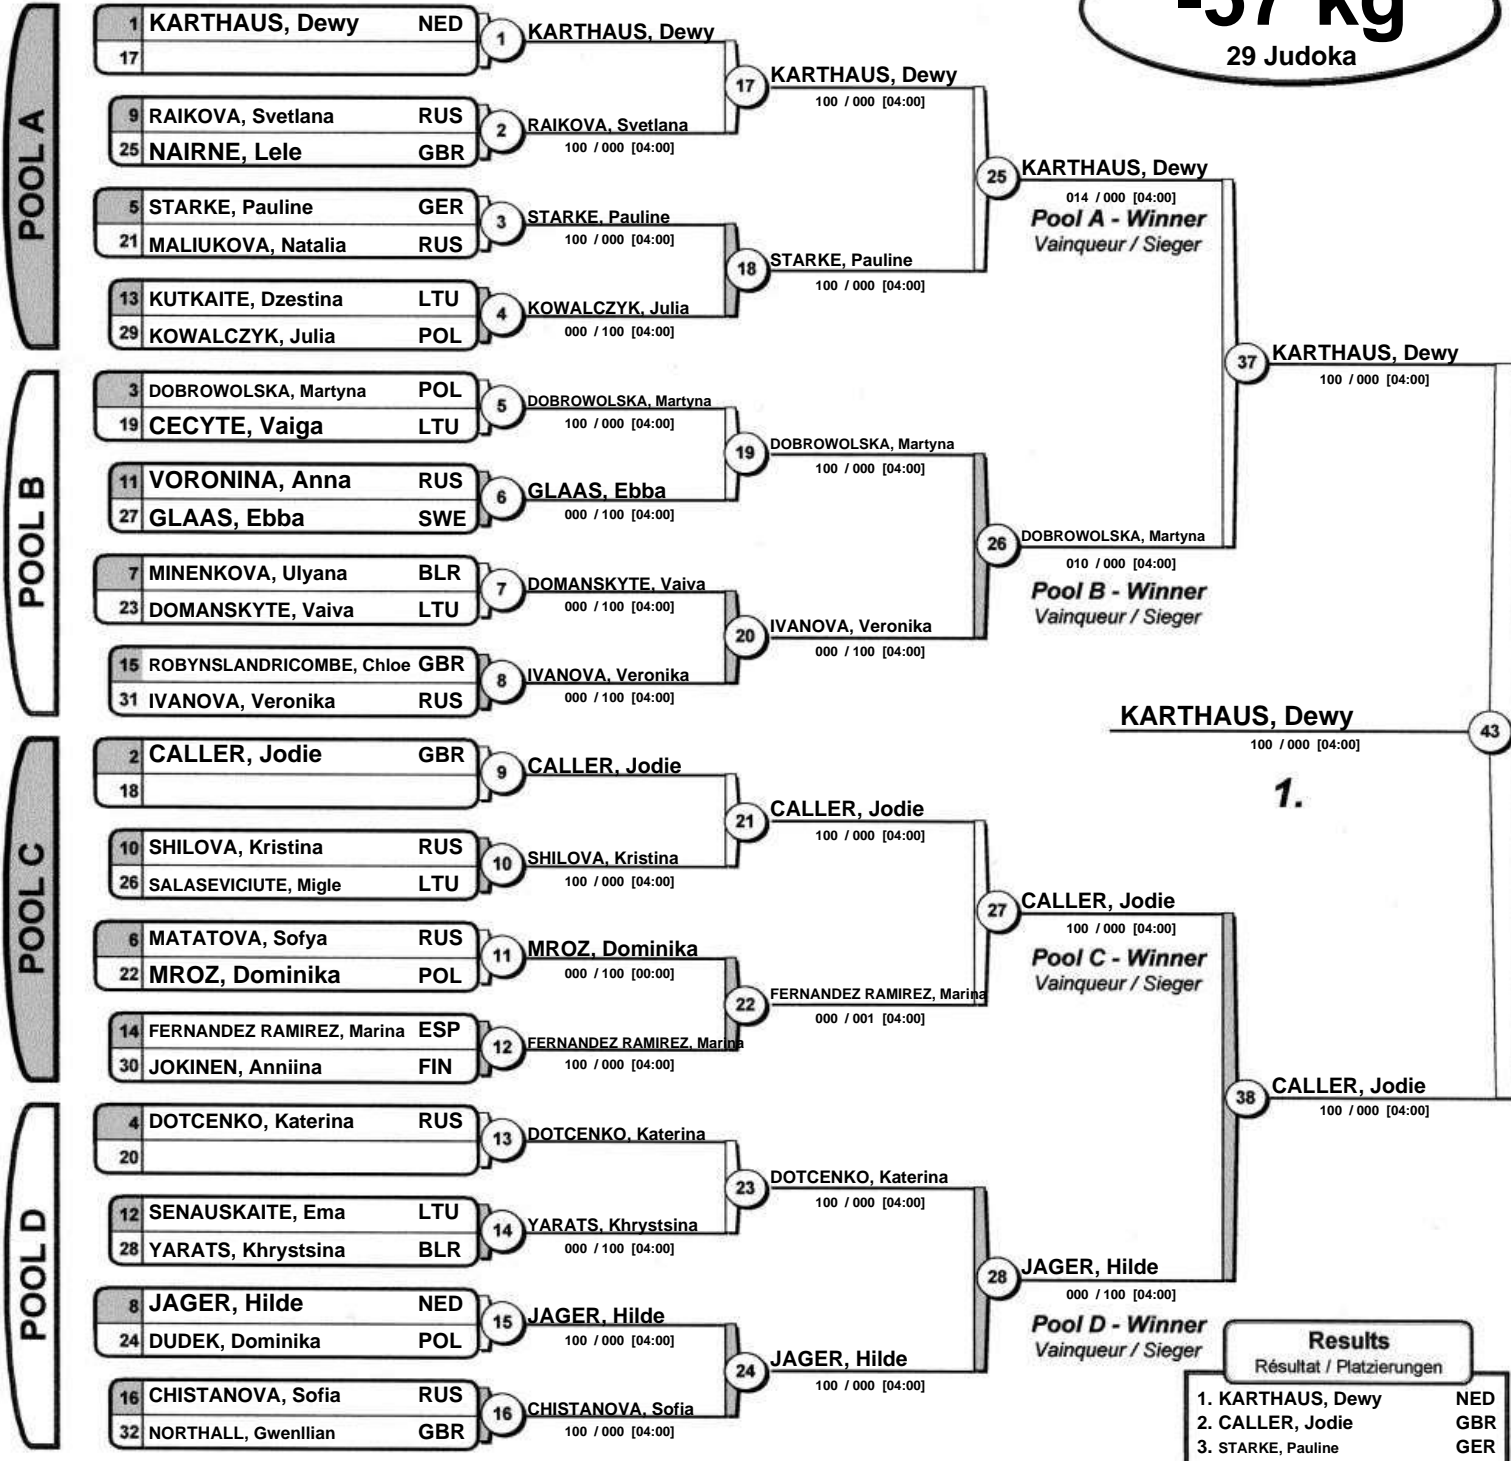 -57 kg
29 Judoka
POOL A
1 KARTHAUS, Dewy NED
17
1 KARTHAUS, Dewy
9 RAIKOVA, Svetlana RUS
25 NAIRNE, Lele GBR
2 RAIKOVA, Svetlana
100 / 000 [04:00]
17 KARTHAUS, Dewy
100 / 000 [04:00]
5 STARKE, Pauline GER
21 MALIUKOVA, Natalia RUS
3 STARKE, Pauline
100 / 000 [04:00]
13 KUTKAITE, Dzestina LTU
29 KOWALCZYK, Julia POL
4 KOWALCZYK, Julia
000 / 100 [04:00]
18 STARKE, Pauline
100 / 000 [04:00]
25 KARTHAUS, Dewy
014 / 000 [04:00]
Pool A - Winner
Vainqueur / Sieger
POOL B
3 DOBROWOLSKA, Martyna POL
19 CECYTE, Vaiga LTU
5 DOBROWOLSKA, Martyna
100 / 000 [04:00]
11 VORONINA, Anna RUS
27 GLAAS, Ebba SWE
6 GLAAS, Ebba
000 / 100 [04:00]
19 DOBROWOLSKA, Martyna
100 / 000 [04:00]
7 MINENKOVA, Ulyana BLR
23 DOMANSKYTE, Vaiva LTU
7 DOMANSKYTE, Vaiva
000 / 100 [04:00]
15 ROBYNSLANDRICOMBE, Chloe GBR
31 IVANOVA, Veronika RUS
8 IVANOVA, Veronika
000 / 100 [04:00]
20 IVANOVA, Veronika
000 / 100 [04:00]
26 DOBROWOLSKA, Martyna
010 / 000 [04:00]
Pool B - Winner
Vainqueur / Sieger
37 KARTHAUS, Dewy
100 / 000 [04:00]
KARTHAUS, Dewy 43
100 / 000 [04:00]
1.
POOL C
2 CALLER, Jodie GBR
18
9 CALLER, Jodie
10 SHILOVA, Kristina RUS
26 SALASEVICIUTE, Migle LTU
10 SHILOVA, Kristina
100 / 000 [04:00]
21 CALLER, Jodie
100 / 000 [04:00]
6 MATATOVA, Sofya RUS
22 MROZ, Dominika POL
11 MROZ, Dominika
000 / 100 [00:00]
14 FERNANDEZ RAMIREZ, Marina ESP
30 JOKINEN, Anniina FIN
12 FERNANDEZ RAMIREZ, Marina
100 / 000 [04:00]
22 FERNANDEZ RAMIREZ, Marina
000 / 001 [04:00]
27 CALLER, Jodie
100 / 000 [04:00]
Pool C - Winner
Vainqueur / Sieger
POOL D
4 DOTCENKO, Katerina RUS
20
13 DOTCENKO, Katerina
12 SENAUSKAITE, Ema LTU
28 YARATS, Khrystsina BLR
14 YARATS, Khrystsina
000 / 100 [04:00]
23 DOTCENKO, Katerina
100 / 000 [04:00]
8 JAGER, Hilde NED
24 DUDEK, Dominika POL
15 JAGER, Hilde
100 / 000 [04:00]
16 CHISTANOVA, Sofia RUS
32 NORTHALL, Gwenllian GBR
16 CHISTANOVA, Sofia
100 / 000 [04:00]
24 JAGER, Hilde
100 / 000 [04:00]
28 JAGER, Hilde
000 / 100 [04:00]
Pool D - Winner
Vainqueur / Sieger
38 CALLER, Jodie
100 / 000 [04:00]
Results
Résultat / Platzierungen
1. KARTHAUS, Dewy NED
2. CALLER, Jodie GBR
3. STARKE, Pauline GER